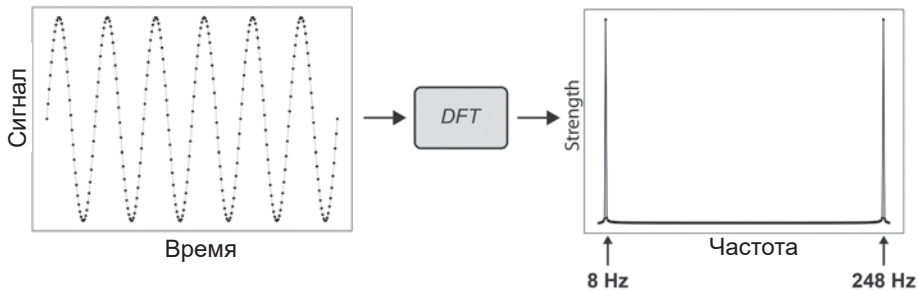 Сигнал
Время
DFT
Strength
Частота
8 Hz
248 Hz